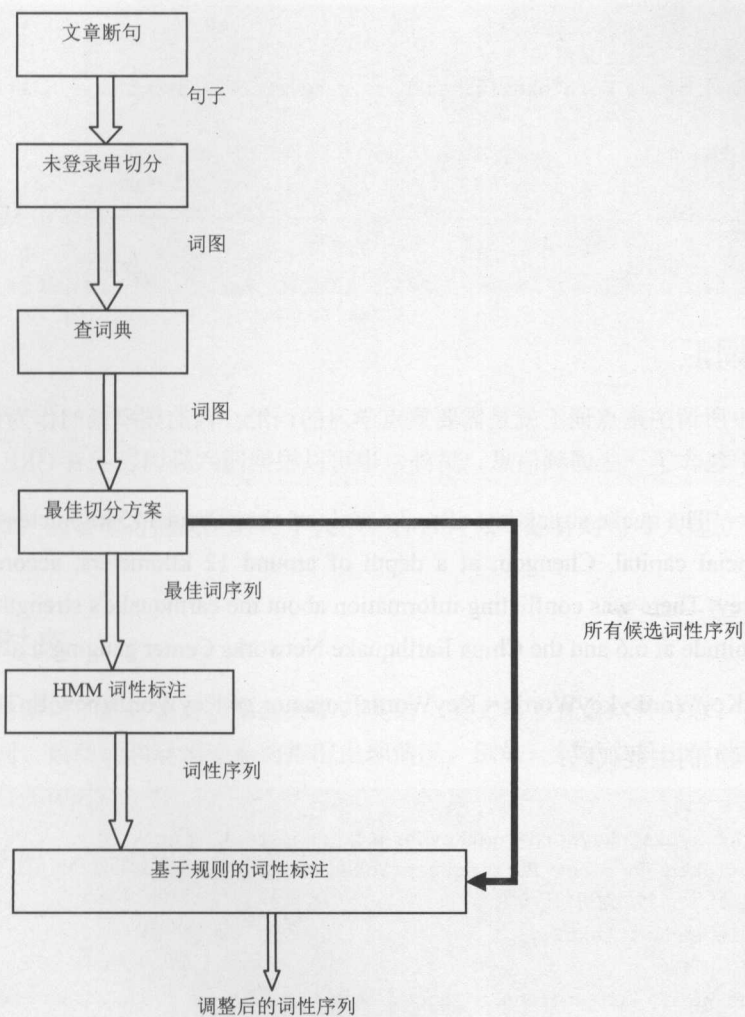 文章断句
句子
未登录串切分
词图
查词典
词图
最佳切分方案
最佳词序列
所有候选词性序列
HMM 词性标注
词性序列
基于规则的词性标注
调整后的词性序列